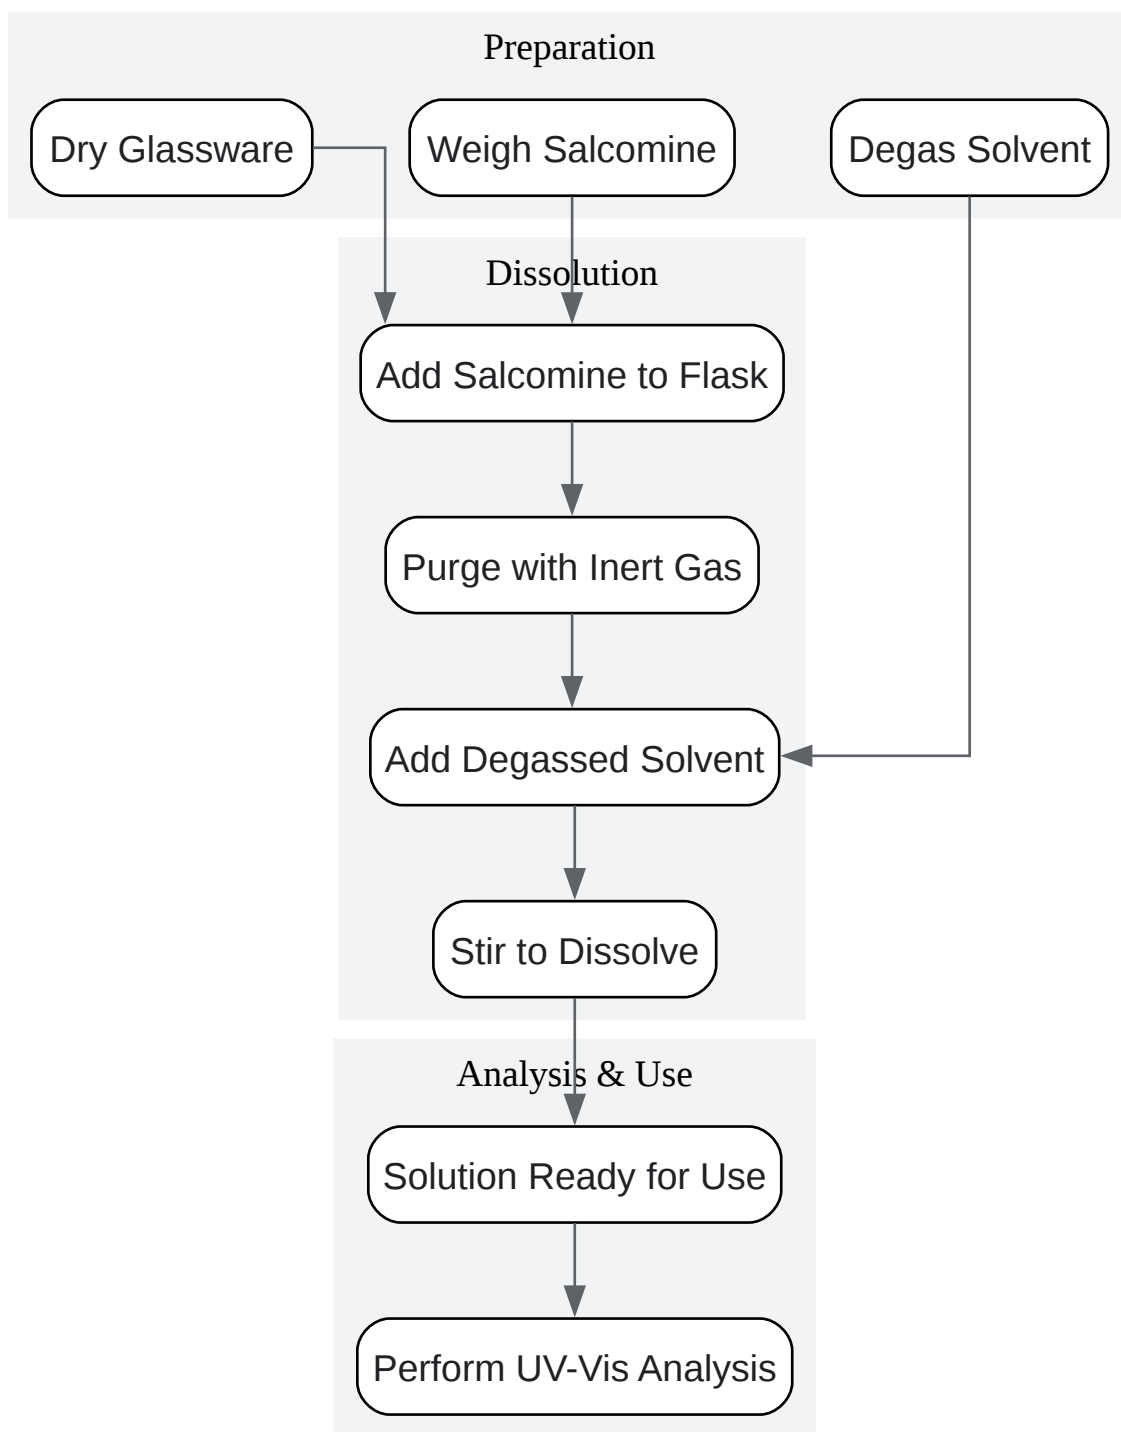 Preparation
Dry Glassware
Weigh Salcomine
Degas Solvent
Dissolution
Add Salcomine to Flask
Purge with Inert Gas
Add Degassed Solvent
Stir to Dissolve
Analysis & Use
Solution Ready for Use
Perform UV-Vis Analysis